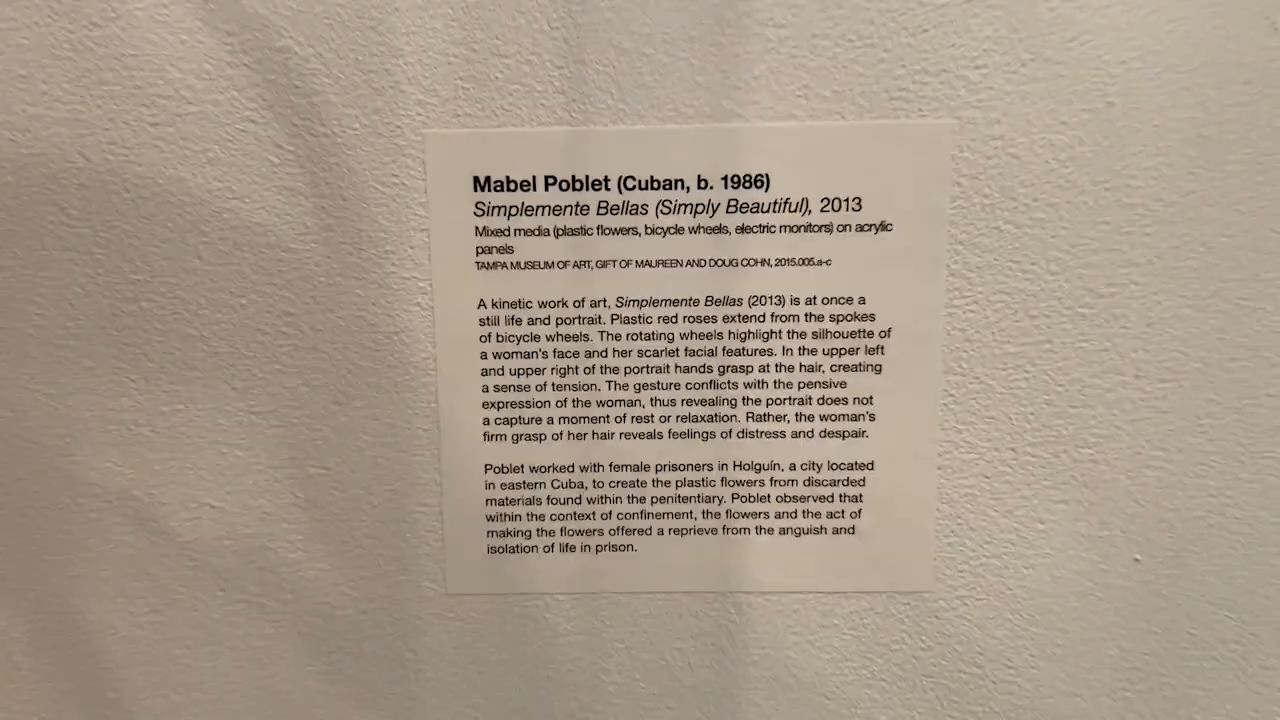 Mabel Poblet (Cuban, b. 1986)
Simplemente Bellas (Simply Beautiful), 2013
Mixed media (plastic flowers, bicycle wheels, electric monitors) on acrylic
panels
TAMPA MUSEUM OF ART, GIFT OF MAUREEN AND DOUG COHN, 2015.005.a-c
A kinetic work of art, Simplemente Bellas (2013) is at once a
still life and portrait. Plastic red roses extend from the spokes
of bicycle wheels. The rotating wheels highlight the silhouette of
a woman's face and her scarlet facial features. In the upper left
and upper right of the portrait hands grasp at the hair, creating
a sense of tension. The gesture conflicts with the pensive
expression of the woman, thus revealing the portrait does not
a capture a moment of rest or relaxation. Rather, the woman's
firm grasp of her hair reveals feelings of distress and despair.
Poblet worked with female prisoners in Holguín, a city located
in eastern Cuba, to create the plastic flowers from discarded
materials found within the penitentiary. Poblet observed that
within the context of confinement, the flowers and the act of
making the flowers offered a reprieve from the anguish and
isolation of life in prison.